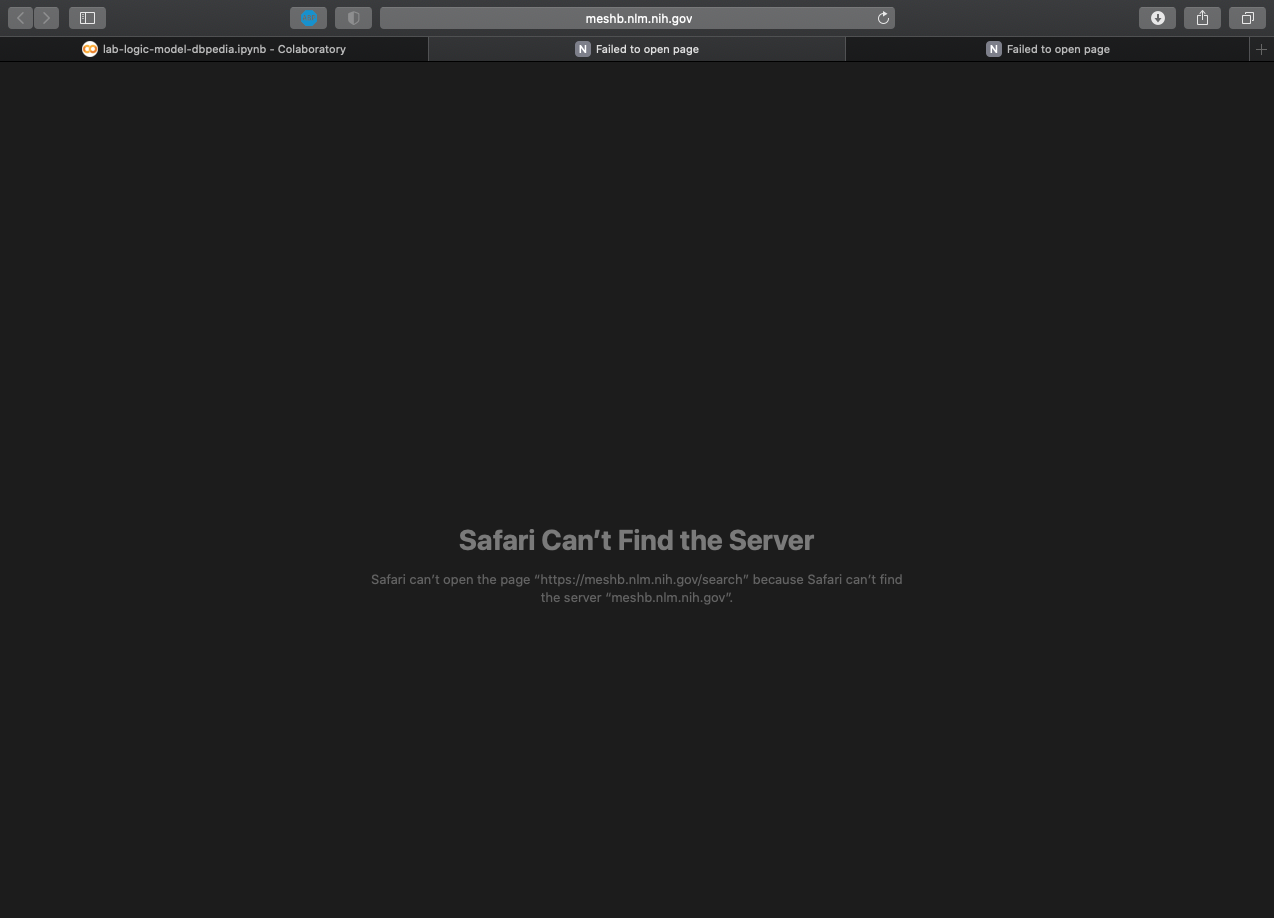 meshb.nlm.nih.gov
lab-logic-model-dbpedia.ipynb - Colaboratory
N Failed to open page
N Failed to open page
Safari Can’t Find the Server
Safari can’t open the page “https://meshb.nlm.nih.gov/search” because Safari can’t find
the server “meshb.nlm.nih.gov”.